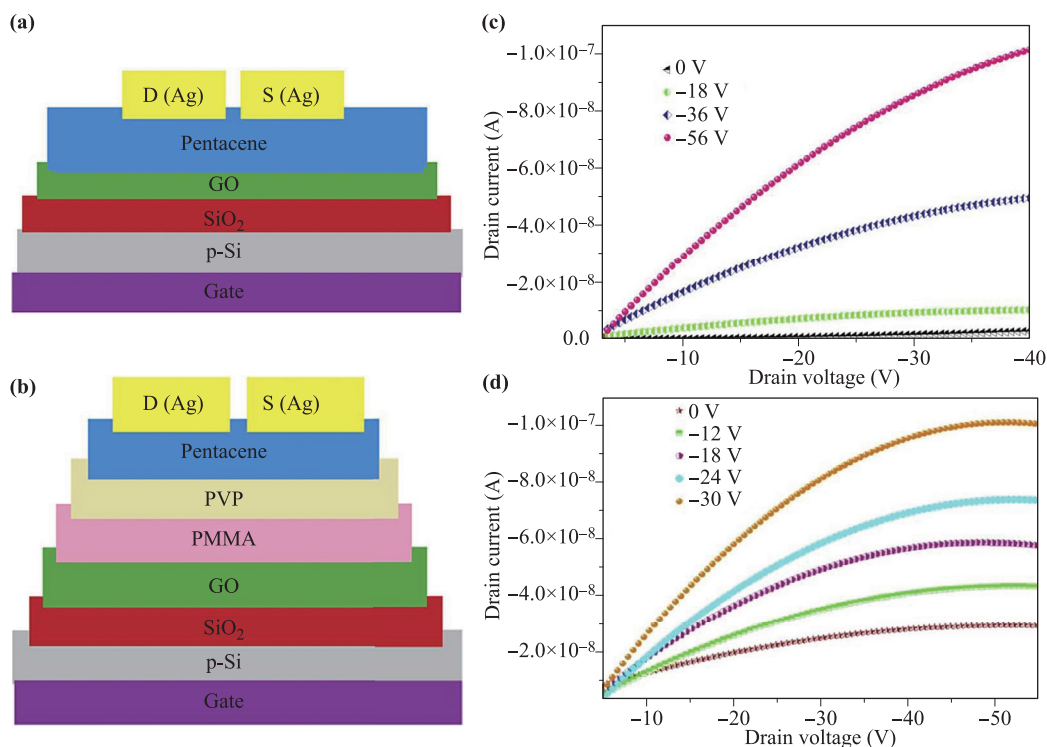 (a)
D (Ag) S (Ag)
Pentacene
GO
SiO₂
p-Si
Gate
(b)
D (Ag) S (Ag)
Pentacene
PVP
PMMA
GO
SiO₂
p-Si
Gate
(c)
−1.0×10⁻⁷
−8.0×10⁻⁸
−6.0×10⁻⁸
−4.0×10⁻⁸
−2.0×10⁻⁸
0.0
Drain current (A)
0 V
−18 V
−36 V
−56 V
−10 −20 −30 −40
Drain voltage (V)
(d)
−1.0×10⁻⁷
−8.0×10⁻⁸
−6.0×10⁻⁸
−4.0×10⁻⁸
−2.0×10⁻⁸
Drain current (A)
0 V
−12 V
−18 V
−24 V
−30 V
−10 −20 −30 −40 −50
Drain voltage (V)